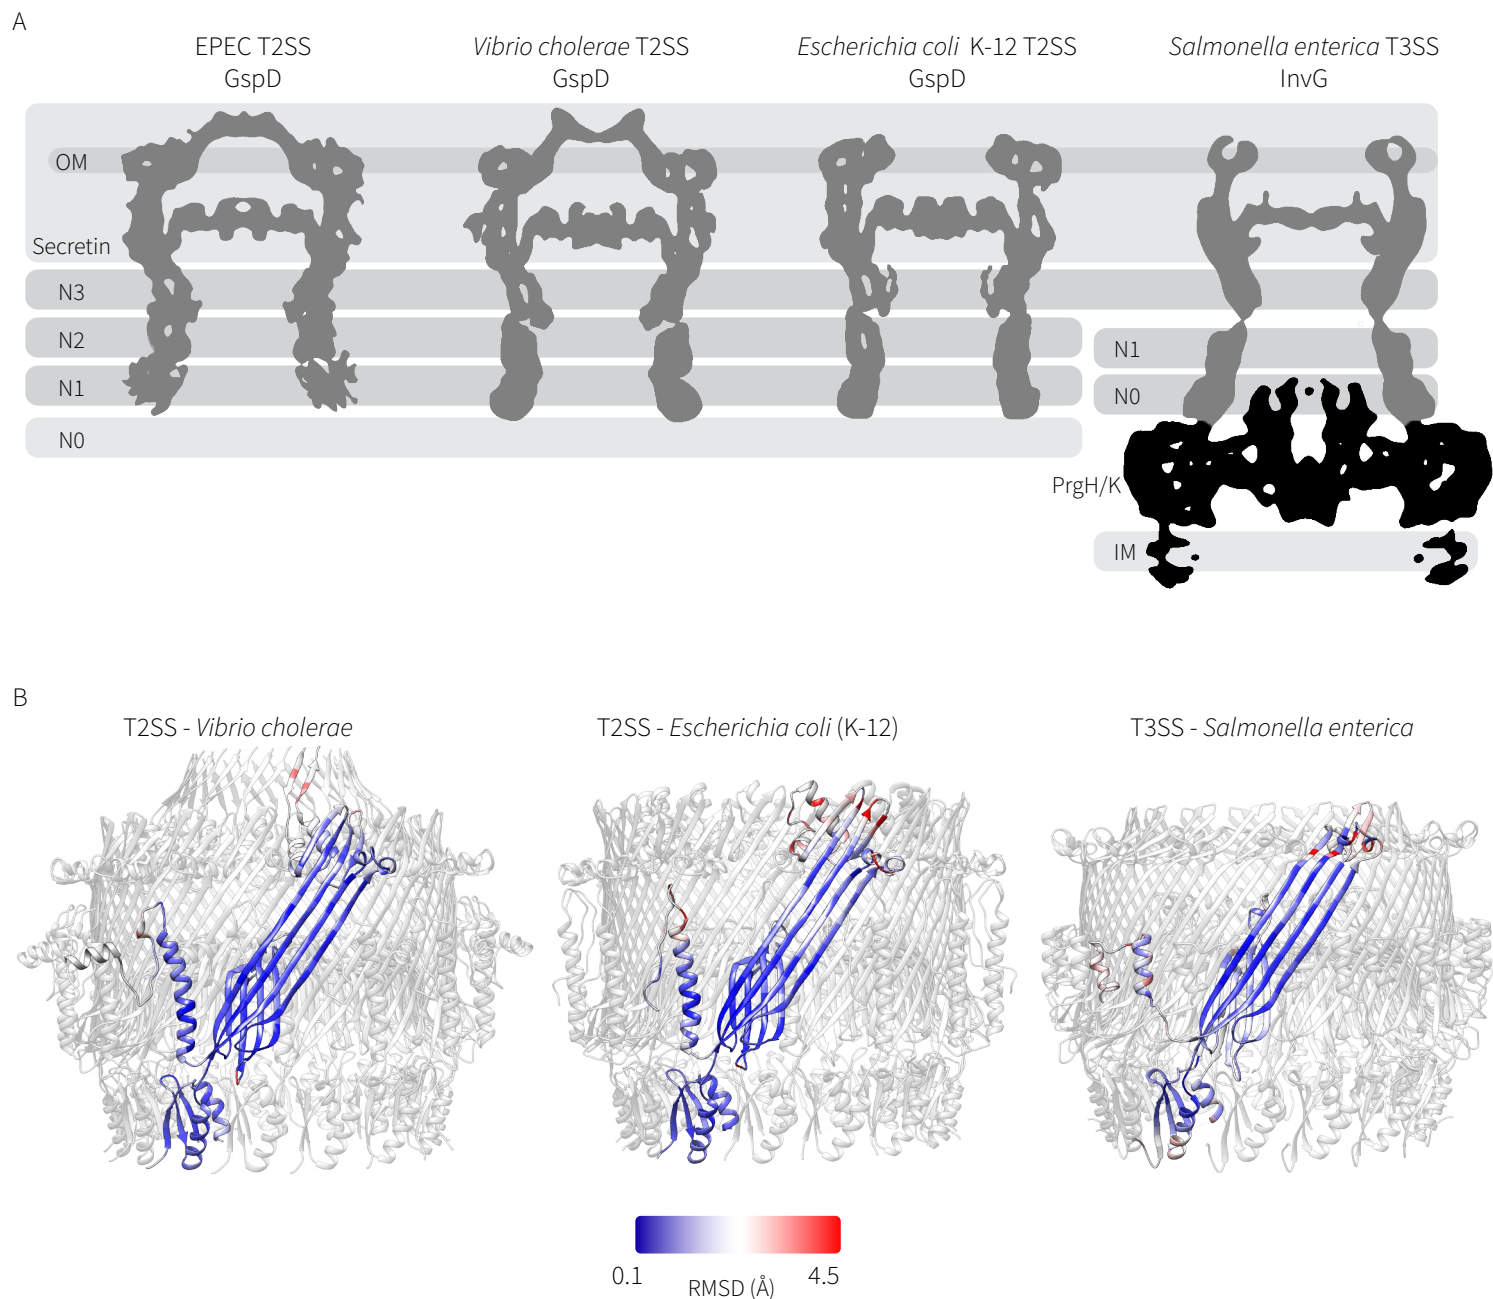 A
EPEC T2SS
GspD
Vibrio cholerae T2SS
GspD
Escherichia coli K-12 T2SS
GspD
Salmonella enterica T3SS
InvG
OM
Secretin
N3
N2
N1
N0
N1
N0
PrgH/K
IM
B
T2SS - Vibrio cholerae
T2SS - Escherichia coli (K-12)
T3SS - Salmonella enterica
0.1
RMSD (Å)
4.5